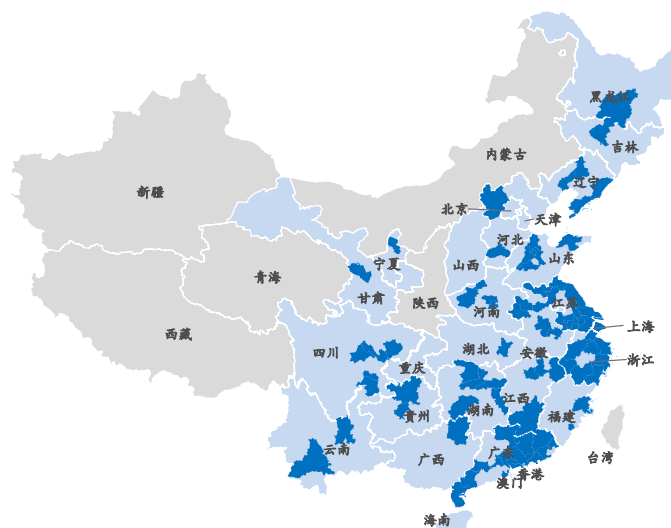 黑龙江
吉林
内蒙古
辽宁
新疆
北京
天津
河北
宁夏
山西
山东
青海
甘肃
陕西
河南
江苏
西藏
上海
四川
湖北
安徽
浙江
重庆
江西
贵州
湖南
福建
云南
广西
广东
台湾
香港
澳门
海南